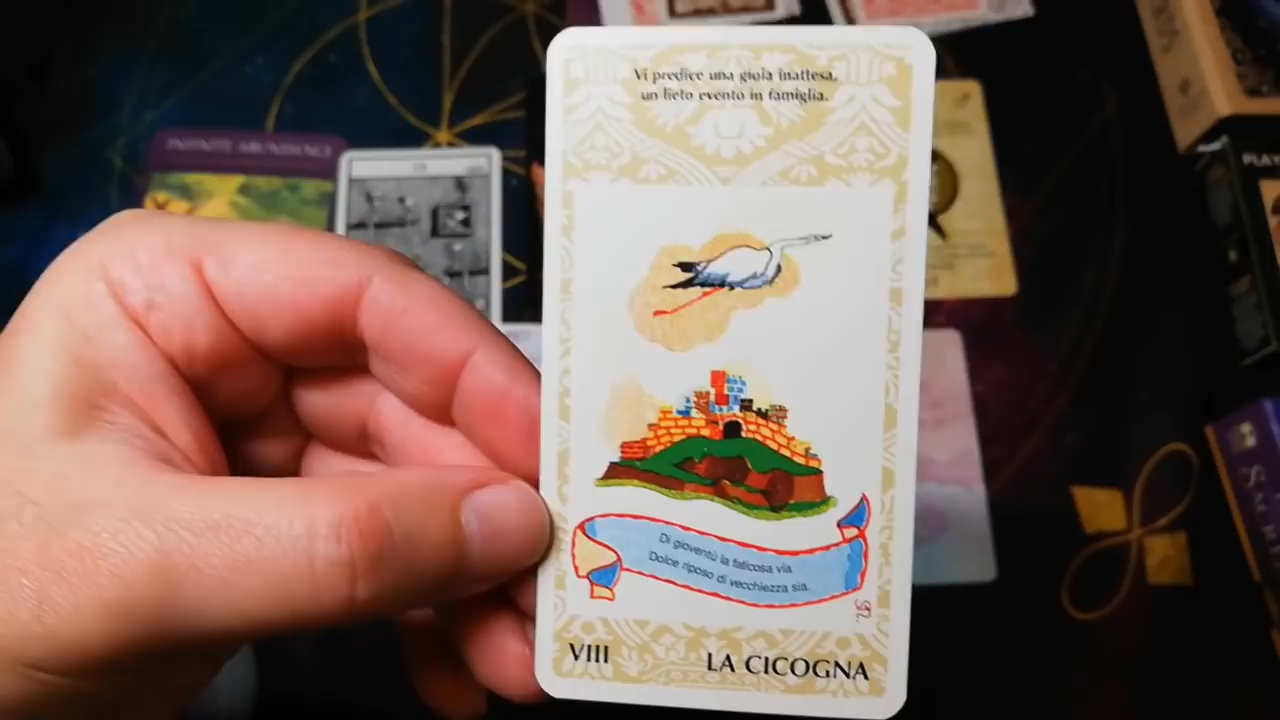 Vi predice una gioia inattesa,
un lieto evento in famiglia.
INFINITE ABUNDANCE
PLAY
Di gioventù la faticosa via
Dolce riposo di vecchiezza sia.
VIII
LA CICOGNA